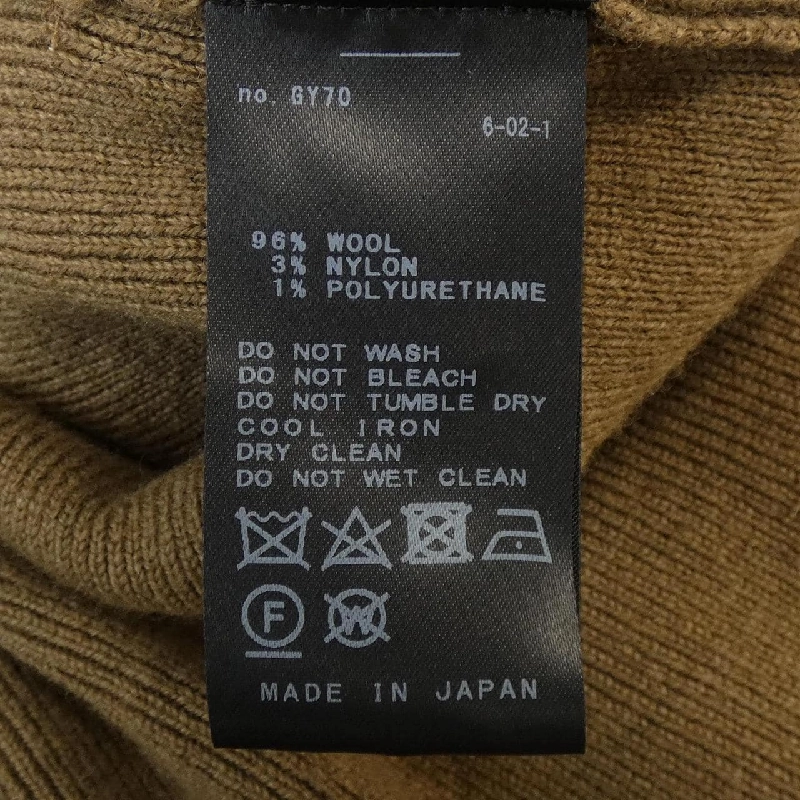 no. GY70
6-02-1
96% WOOL
3% NYLON
1% POLYURETHANE
DO NOT WASH
DO NOT BLEACH
DO NOT TUMBLE DRY
COOL IRON
DRY CLEAN
DO NOT WET CLEAN
F W
MADE IN JAPAN